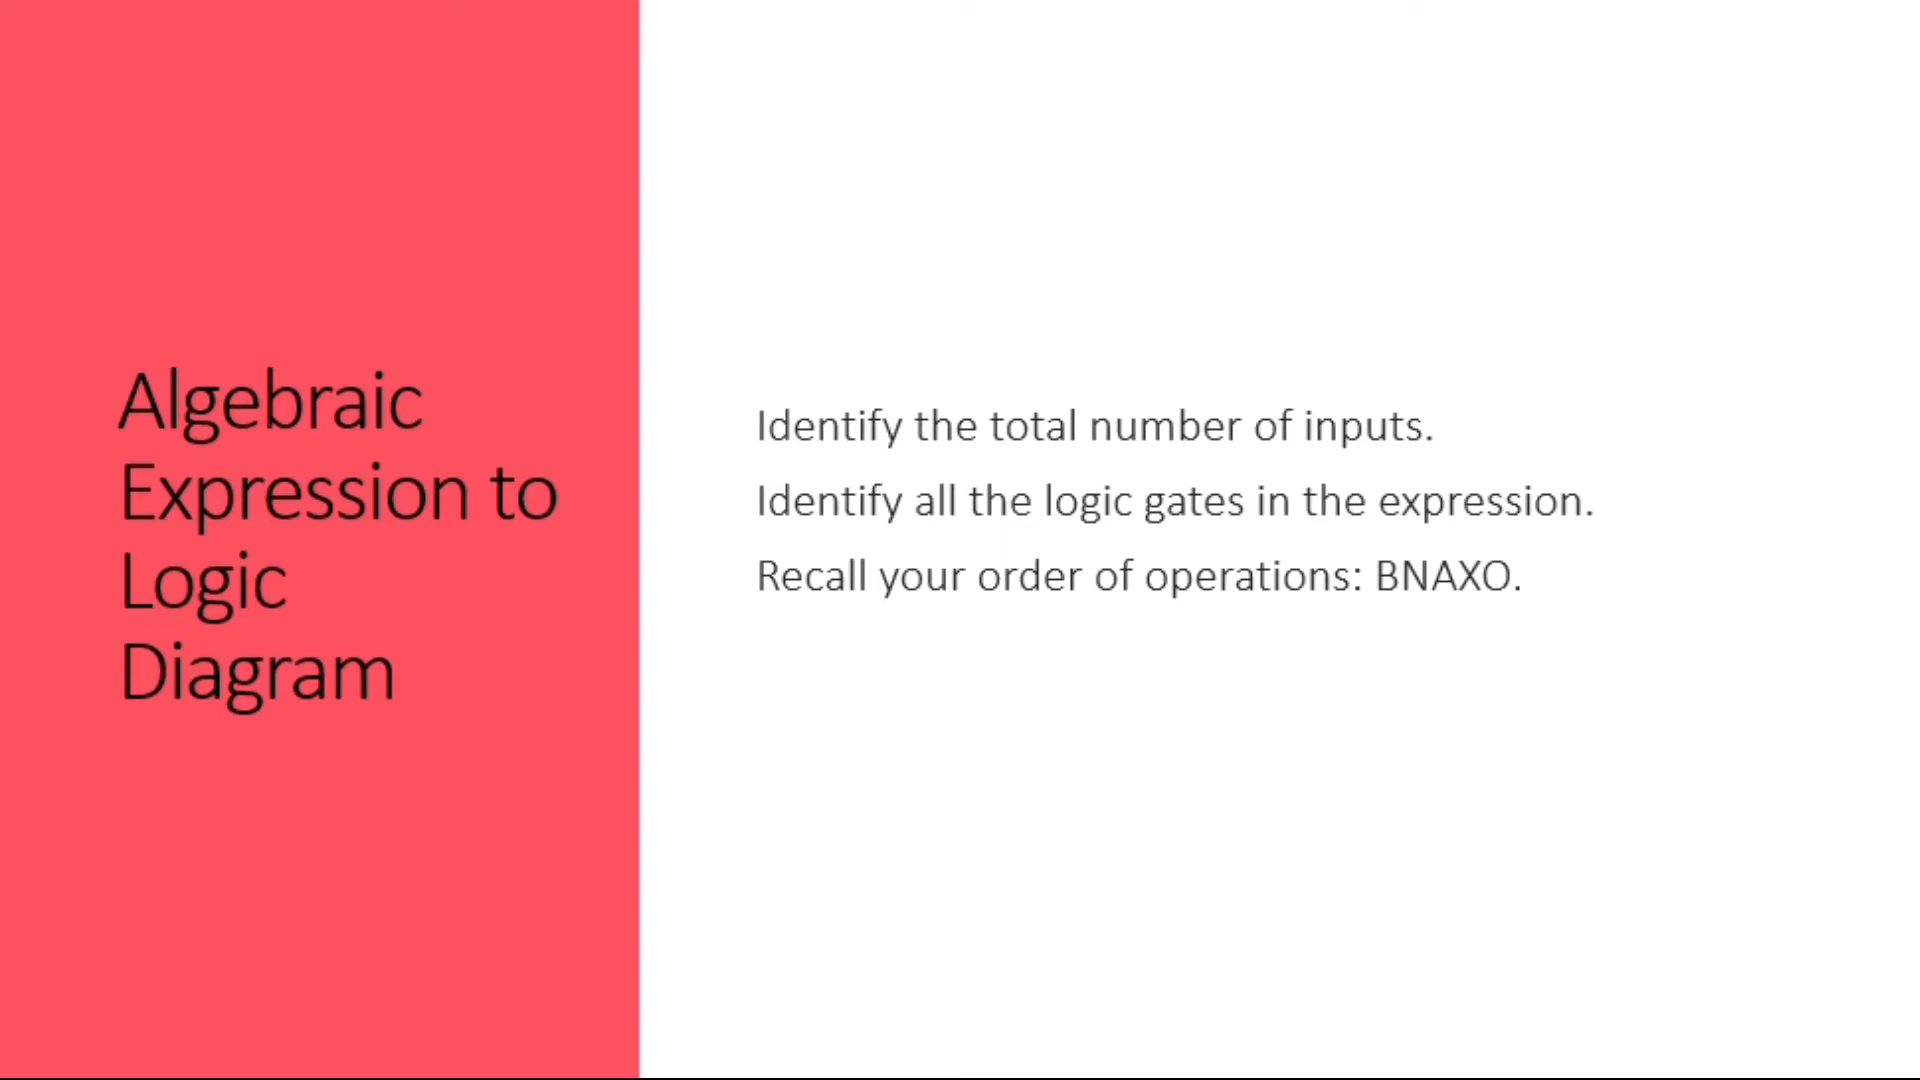 Algebraic
Expression to
Logic
Diagram
Identify the total number of inputs.
Identify all the logic gates in the expression.
Recall your order of operations: BNAXO.